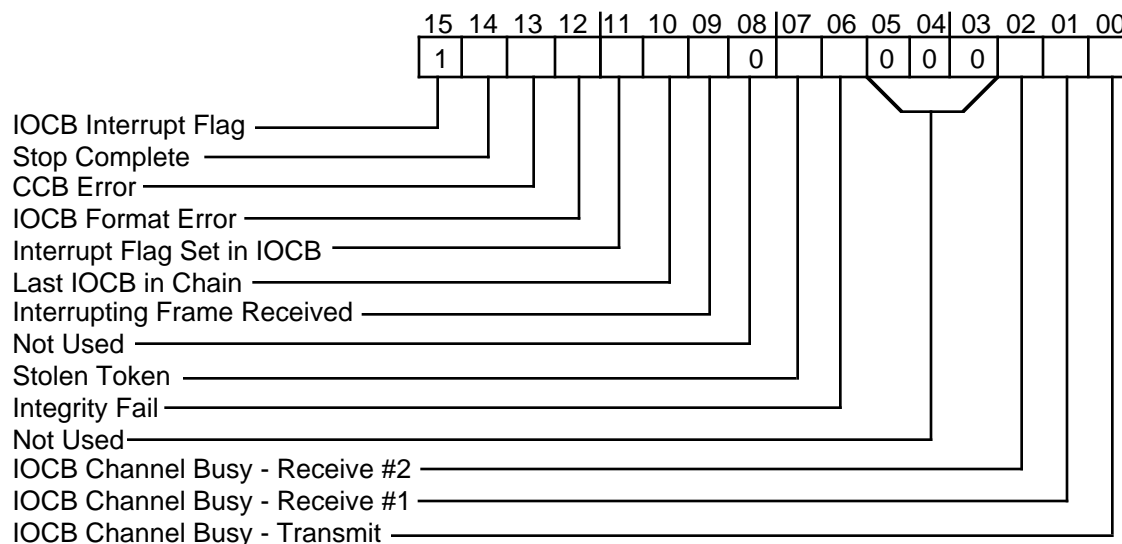 15 14 13 12 11 10 09 08 07 06 05 04 03 02 01 00
1 0 0 0 0
IOCB Interrupt Flag
Stop Complete
CCB Error
IOCB Format Error
Interrupt Flag Set in IOCB
Last IOCB in Chain
Interrupting Frame Received
Not Used
Stolen Token
Integrity Fail
Not Used
IOCB Channel Busy - Receive #2
IOCB Channel Busy - Receive #1
IOCB Channel Busy - Transmit